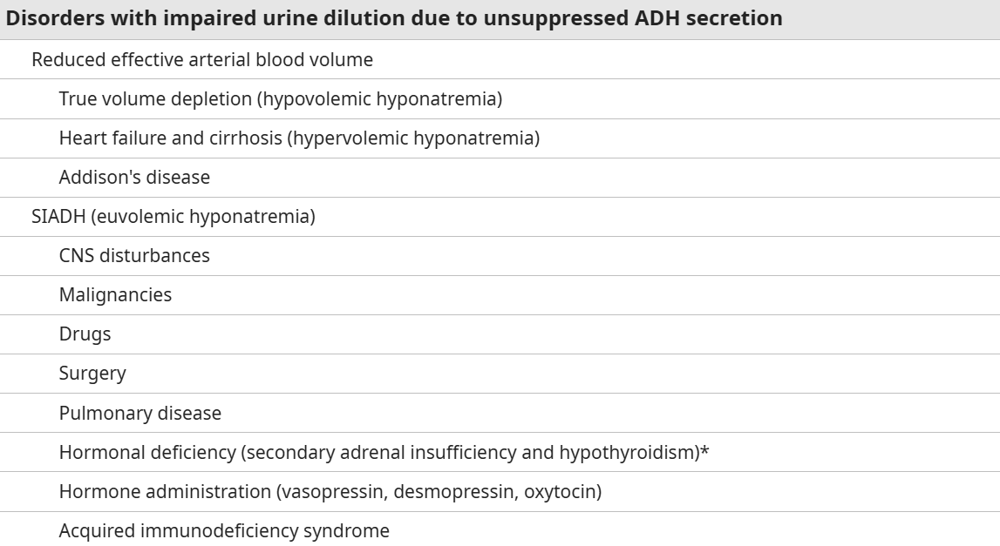 Disorders with impaired urine dilution due to unsuppressed ADH secretion
Reduced effective arterial blood volume
True volume depletion (hypovolemic hyponatremia)
Heart failure and cirrhosis (hypervolemic hyponatremia)
Addison's disease
SIADH (euvolemic hyponatremia)
CNS disturbances
Malignancies
Drugs
Surgery
Pulmonary disease
Hormonal deficiency (secondary adrenal insufficiency and hypothyroidism)*
Hormone administration (vasopressin, desmopressin, oxytocin)
Acquired immunodeficiency syndrome